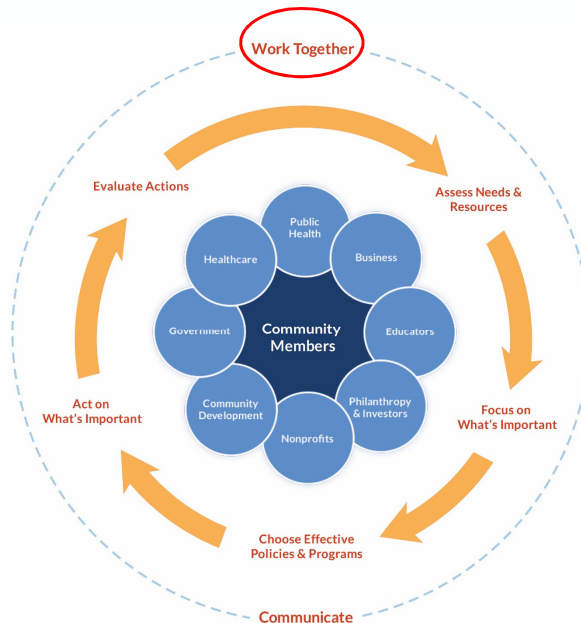 Work Together
Evaluate Actions
Assess Needs &
Resources
Public
Health
Healthcare
Business
Government
Community
Members
Educators
Act on
What's Important
Community
Development
Philanthropy
& Investors
Focus on
What's Important
Nonprofits
Choose Effective
Policies & Programs
Communicate